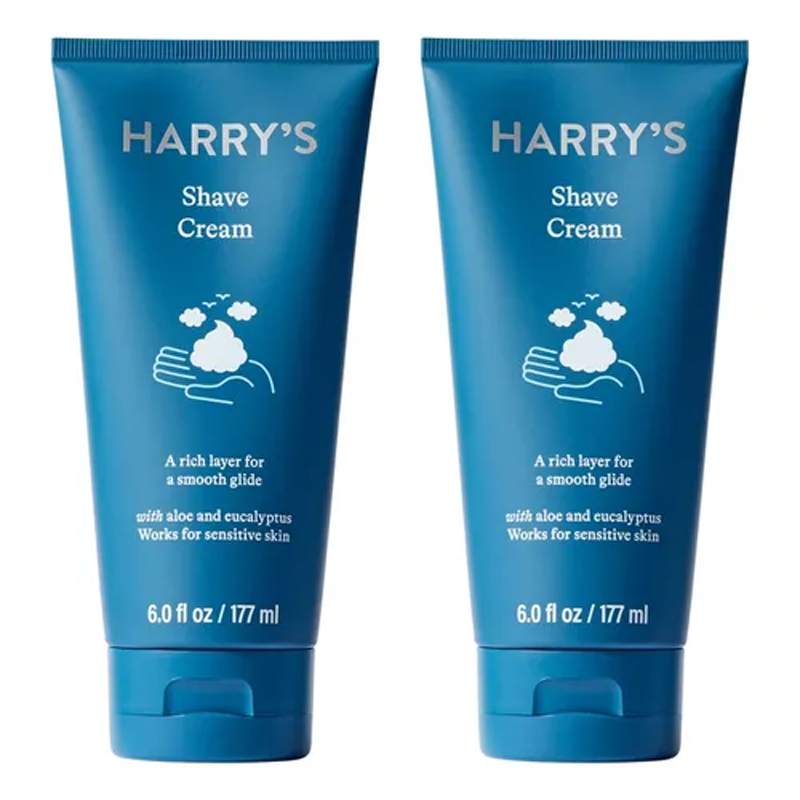 HARRY'S
Shave
Cream
A rich layer for
a smooth glide
with aloe and eucalyptus
Works for sensitive skin
6.0 fl oz / 177 ml
HARRY'S
Shave
Cream
A rich layer for
a smooth glide
with aloe and eucalyptus
Works for sensitive skin
6.0 fl oz / 177 ml